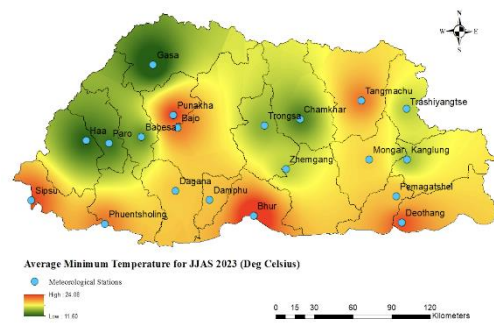 N
W E
S
Gasa
Tangmachu
Punakha
Trashiyangtse
Bajo
Chamkhar
Trongsa
Babesa
Haa
Paro
Mongar
Kanglung
Zhemgang
Dagana
Pemagatshel
Sipsu
Damphu
Bhur
Phuentsholing
Deothang
Average Minimum Temperature for JJAS 2023 (Deg Celsius)
Meteorological Stations
High : 24.88
Low : 11.60
0 15 30 60 90 120
Kilometers